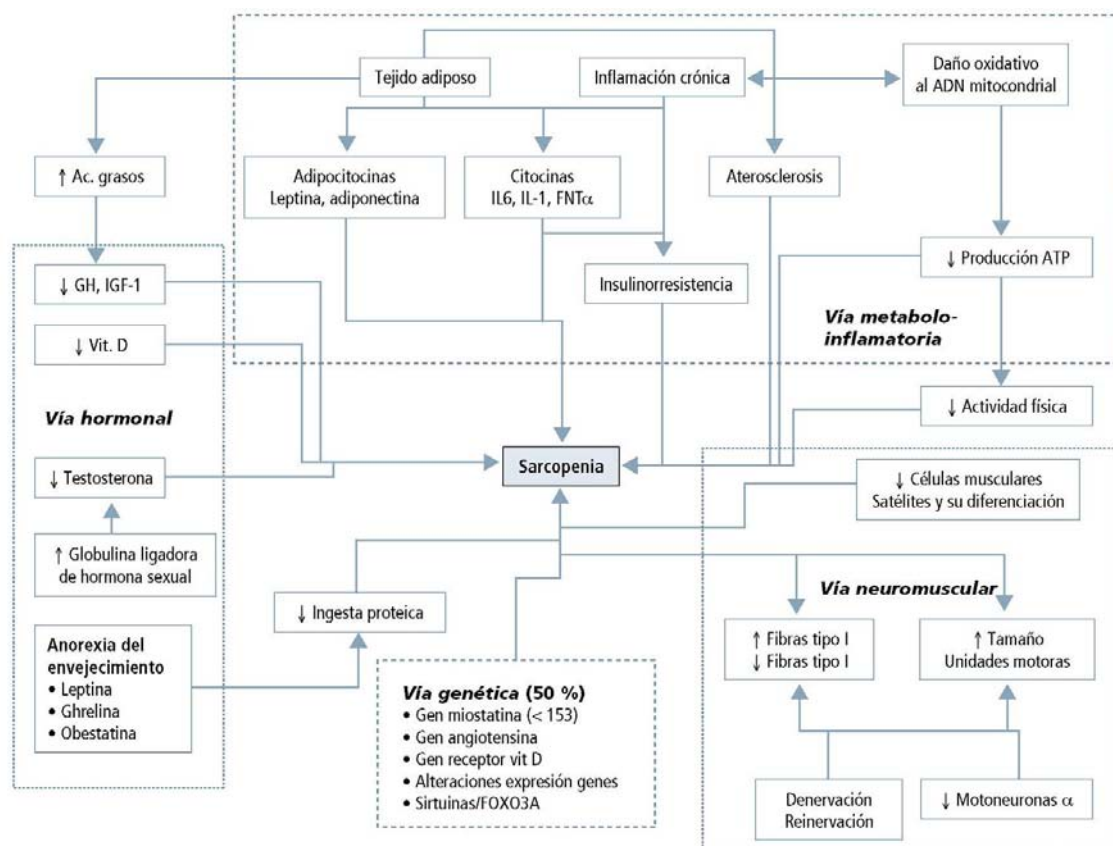 Tejido adiposo
Inflamación crónica
Daño oxidativo
al ADN mitocondrial
↑ Ac. grasos
Adipocitocinas
Leptina, adiponectina
Citocinas
IL6, IL-1, FNTα
Aterosclerosis
↓ GH, IGF-1
Insulinorresistencia
↓ Producción ATP
↓ Vit. D
Vía metabolo-
inflamatoria
Vía hormonal
↓ Actividad física
↓ Testosterona
Sarcopenia
↓ Células musculares
Satélites y su diferenciación
↑ Globulina ligadora
de hormona sexual
↓ Ingesta proteica
Vía neuromuscular
↑ Fibras tipo I
↓ Fibras tipo I
↑ Tamaño
Unidades motoras
Anorexia del
envejecimiento
• Leptina
• Ghrelina
• Obestatina
Vía genética (50 %)
• Gen miostatina (< 153)
• Gen angiotensina
• Gen receptor vit D
• Alteraciones expresión genes
• Sirtuinas/FOXO3A
Denervación
Reinervación
↓ Motoneuronas α